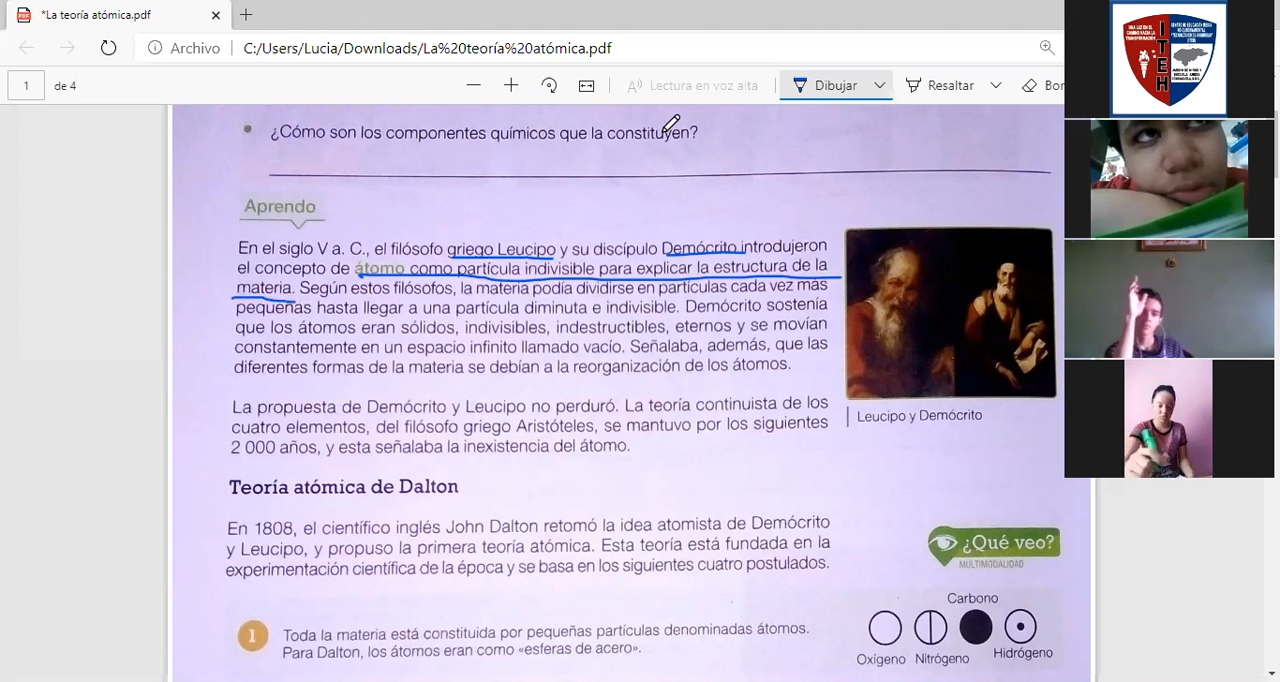 *La teoría atómica.pdf
Archivo
C:/Users/Lucia/Downloads/La%20teoría%20atómica.pdf
1
de 4
Lectura en voz alta
Dibujar
Resaltar
Bor
¿Cómo son los componentes químicos que la constituyen?
Aprendo
En el siglo V a. C., el filósofo griego Leucipo y su discípulo Demócrito introdujeron
el concepto de átomo como partícula indivisible para explicar la estructura de la
materia. Según estos filósofos, la materia podía dividirse en partículas cada vez más
pequeñas hasta llegar a una partícula diminuta e indivisible. Demócrito sostenía
que los átomos eran sólidos, indivisibles, indestructibles, eternos y se movían
constantemente en un espacio infinito llamado vacío. Señalaba, además, que las
diferentes formas de la materia se debían a la reorganización de los átomos.
Leucipo y Demócrito
La propuesta de Demócrito y Leucipo no perduró. La teoría continuista de los
cuatro elementos, del filósofo griego Aristóteles, se mantuvo por los siguientes
2 000 años, y esta señalaba la inexistencia del átomo.
Teoría atómica de Dalton
En 1808, el científico inglés John Dalton retomó la idea atomista de Demócrito
y Leucipo, y propuso la primera teoría atómica. Esta teoría está fundada en la
experimentación científica de la época y se basa en los siguientes cuatro postulados.
¿Qué veo?
MULTIMODALIDAD
1
Toda la materia está constituida por pequeñas partículas denominadas átomos.
Para Dalton, los átomos eran como «esferas de acero».
Carbono
Oxígeno Nitrógeno Hidrógeno
ITEH